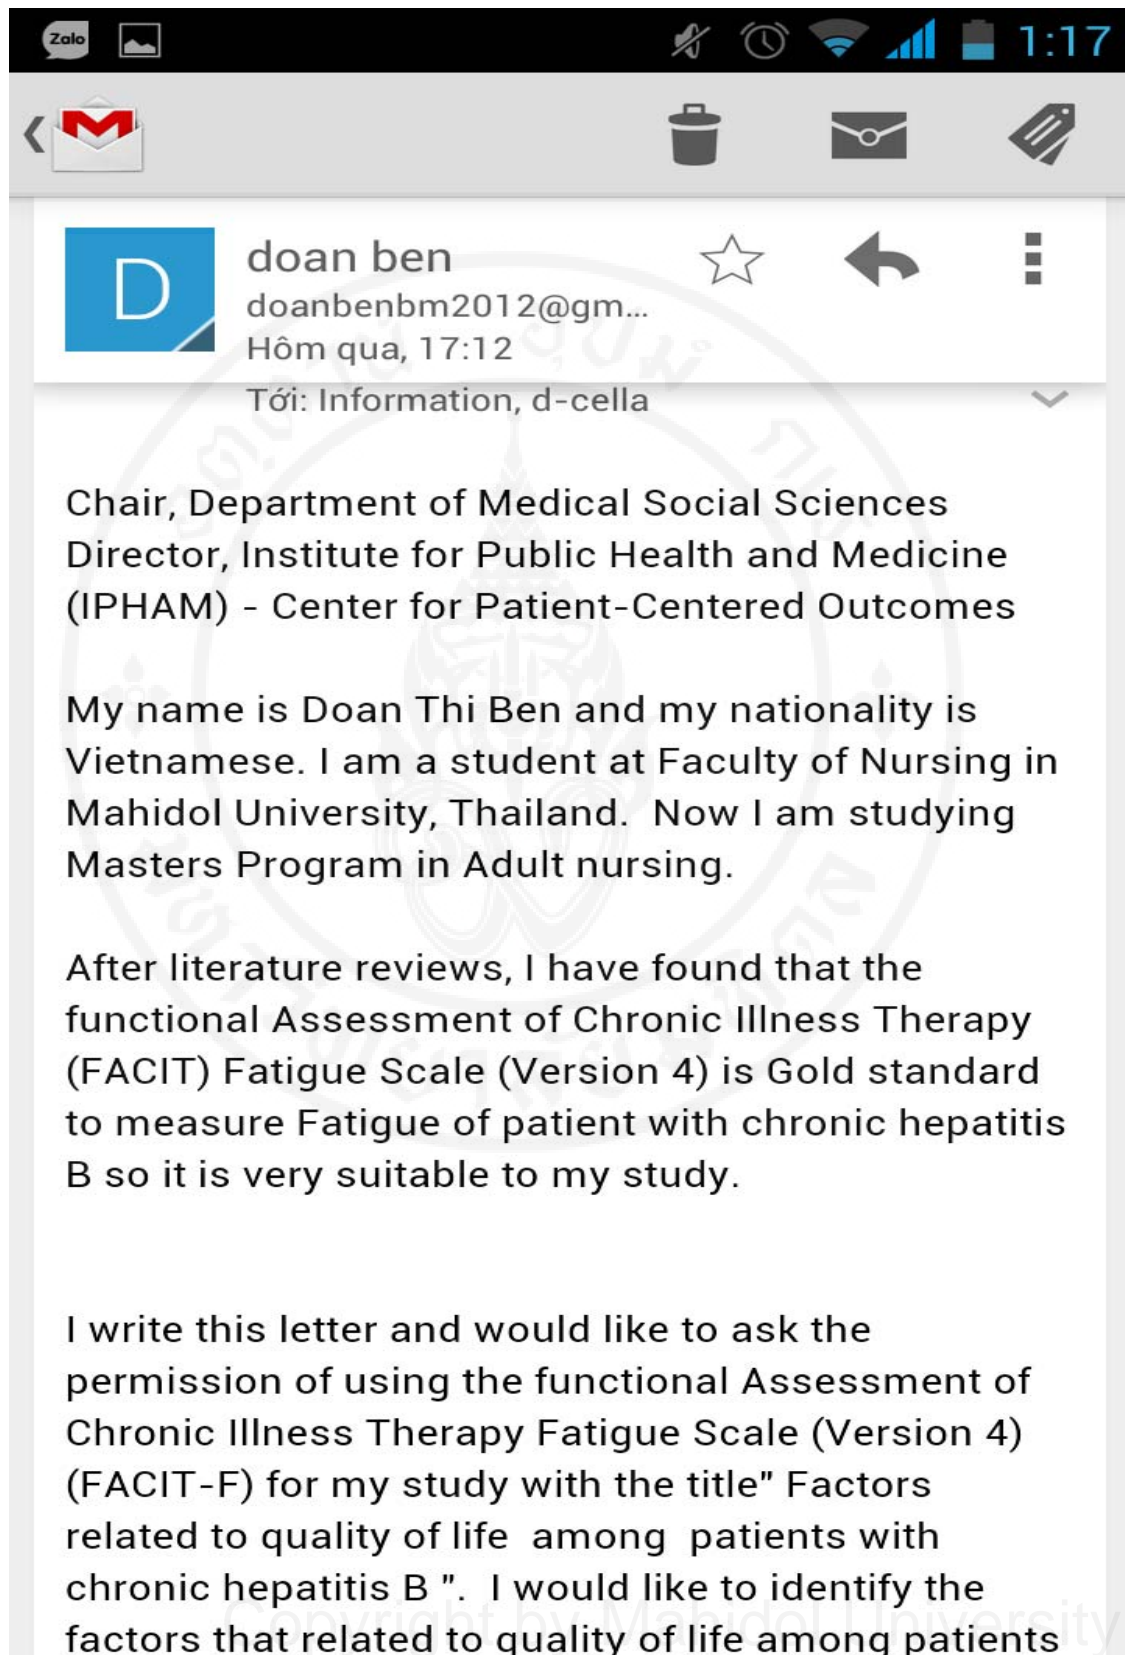 Zalo
1:17
D
doan ben
doanbenbm2012@gm...
Hôm qua, 17:12
Tới: Information, d-cella
Chair, Department of Medical Social Sciences
Director, Institute for Public Health and Medicine
(IPHAM) - Center for Patient-Centered Outcomes
My name is Doan Thi Ben and my nationality is
Vietnamese. I am a student at Faculty of Nursing in
Mahidol University, Thailand.  Now I am studying
Masters Program in Adult nursing.
After literature reviews, I have found that the
functional Assessment of Chronic Illness Therapy
(FACIT) Fatigue Scale (Version 4) is Gold standard
to measure Fatigue of patient with chronic hepatitis
B so it is very suitable to my study.
I write this letter and would like to ask the
permission of using the functional Assessment of
Chronic Illness Therapy Fatigue Scale (Version 4)
(FACIT-F) for my study with the title" Factors
related to quality of life  among  patients with
chronic hepatitis B ".  I would like to identify the
factors that related to quality of life among patients
Copyright by Mahidol University